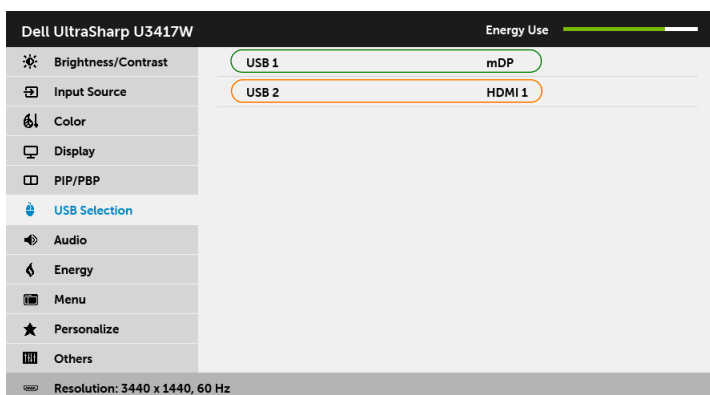 Dell UltraSharp U3417W Energy Use
Brightness/Contrast USB 1 mDP
Input Source USB 2 HDMI 1
Color
Display
PIP/PBP
USB Selection
Audio
Energy
Menu
Personalize
Others
Resolution: 3440 x 1440, 60 Hz